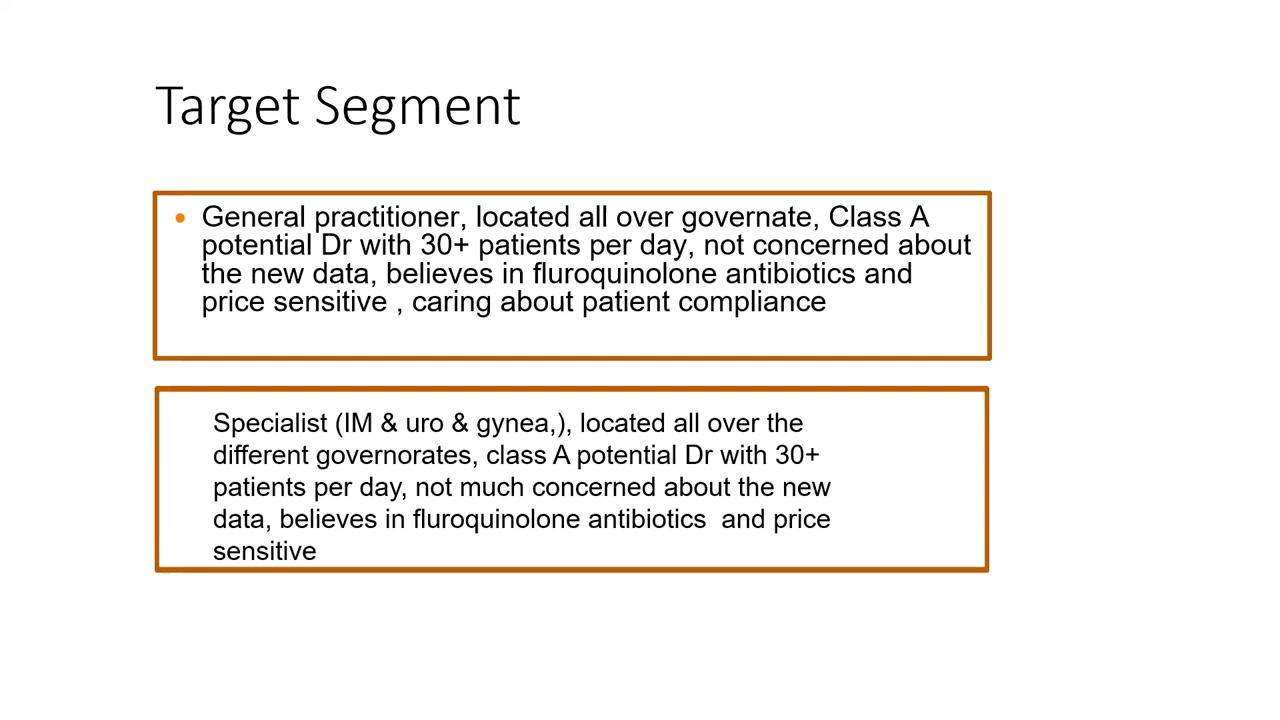 Target Segment
• General practitioner, located all over governate, Class A
potential Dr with 30+ patients per day, not concerned about
the new data, believes in fluroquinolone antibiotics and
price sensitive , caring about patient compliance
Specialist (IM & uro & gynea,), located all over the
different governorates, class A potential Dr with 30+
patients per day, not much concerned about the new
data, believes in fluroquinolone antibiotics  and price
sensitive